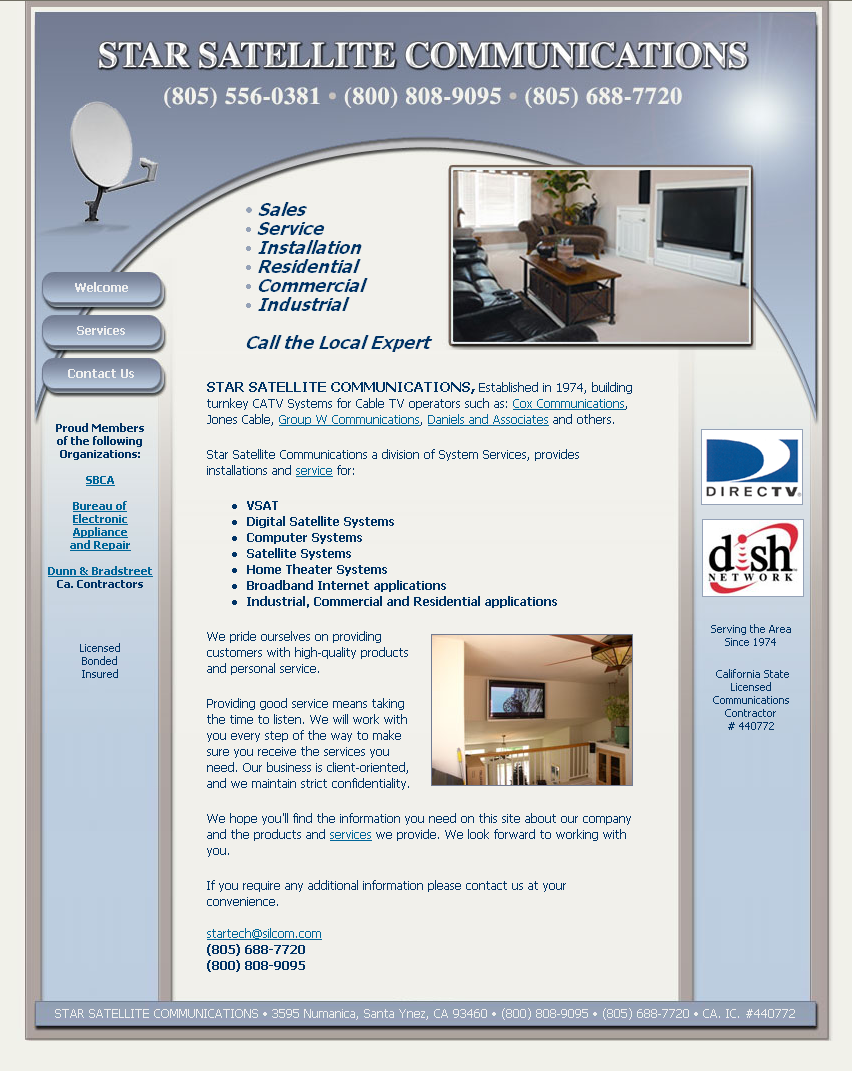 STAR SATELLITE COMMUNICATIONS
(805) 556-0381 • (800) 808-9095 • (805) 688-7720
• Sales
• Service
• Installation
• Residential
• Commercial
• Industrial
Call the Local Expert
Welcome
Services
Contact Us
Proud Members
of the following
Organizations:
SBCA
Bureau of
Electronic
Appliance
and Repair
Dunn & Bradstreet
Ca. Contractors
Licensed
Bonded
Insured
STAR SATELLITE COMMUNICATIONS, Established in 1974, building
turnkey CATV Systems for Cable TV operators such as: Cox Communications,
Jones Cable, Group W Communications, Daniels and Associates and others.
Star Satellite Communications a division of System Services, provides
installations and service for:
• VSAT
• Digital Satellite Systems
• Computer Systems
• Satellite Systems
• Home Theater Systems
• Broadband Internet applications
• Industrial, Commercial and Residential applications
We pride ourselves on providing
customers with high-quality products
and personal service.
Providing good service means taking
the time to listen. We will work with
you every step of the way to make
sure you receive the services you
need. Our business is client-oriented,
and we maintain strict confidentiality.
We hope you'll find the information you need on this site about our company
and the products and services we provide. We look forward to working with
you.
If you require any additional information please contact us at your
convenience.
startech@silcom.com
(805) 688-7720
(800) 808-9095
DIRECTV
dish
NETWORK
Serving the Area
Since 1974
California State
Licensed
Communications
Contractor
# 440772
STAR SATELLITE COMMUNICATIONS • 3595 Numanica, Santa Ynez, CA 93460 • (800) 808-9095 • (805) 688-7720 • CA. IC. #440772